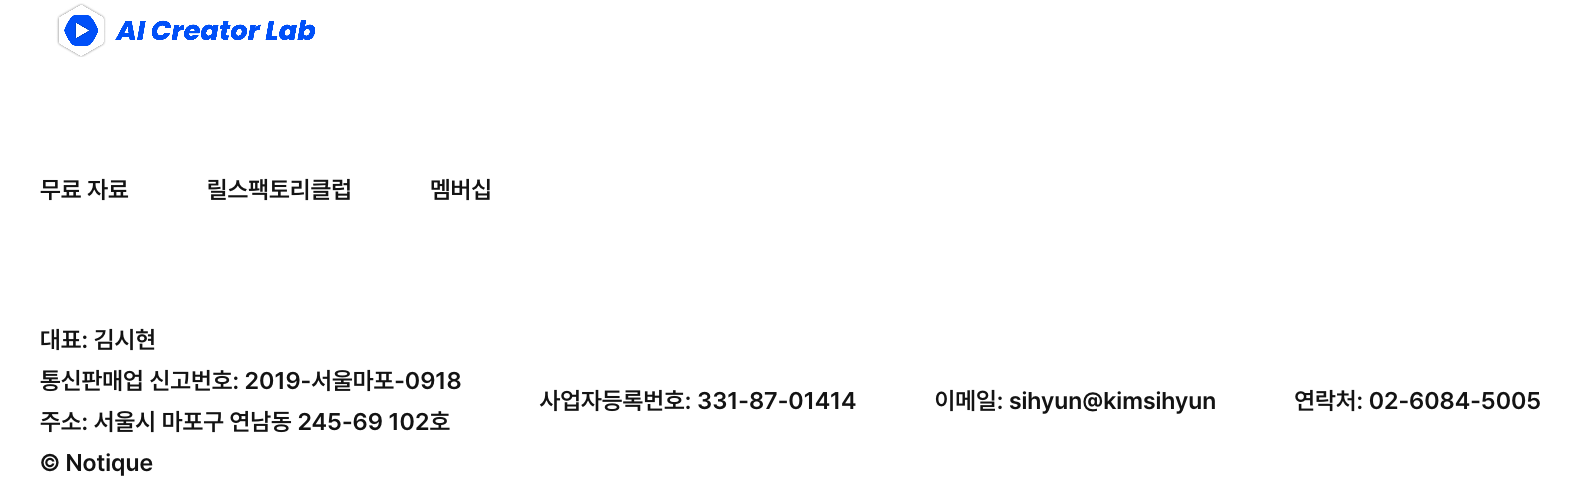 AI Creator Lab
무료 자료
릴스팩토리클럽
멤버십
대표: 김시현
통신판매업 신고번호: 2019-서울마포-0918
주소: 서울시 마포구 연남동 245-69 102호
© Notique
사업자등록번호: 331-87-01414
이메일: sihyun@kimsihyun
연락처: 02-6084-5005